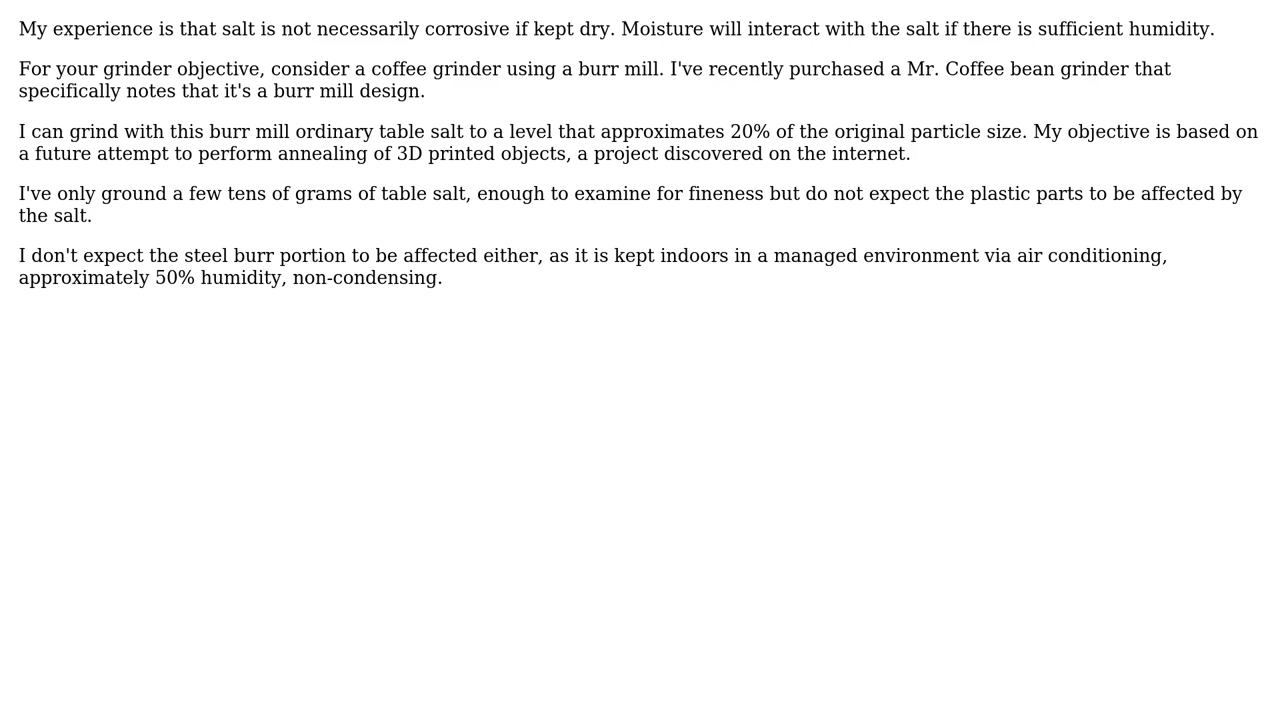 My experience is that salt is not necessarily corrosive if kept dry. Moisture will interact with the salt if there is sufficient humidity.
For your grinder objective, consider a coffee grinder using a burr mill. I've recently purchased a Mr. Coffee bean grinder that
specifically notes that it's a burr mill design.
I can grind with this burr mill ordinary table salt to a level that approximates 20% of the original particle size. My objective is based on
a future attempt to perform annealing of 3D printed objects, a project discovered on the internet.
I've only ground a few tens of grams of table salt, enough to examine for fineness but do not expect the plastic parts to be affected by
the salt.
I don't expect the steel burr portion to be affected either, as it is kept indoors in a managed environment via air conditioning,
approximately 50% humidity, non-condensing.